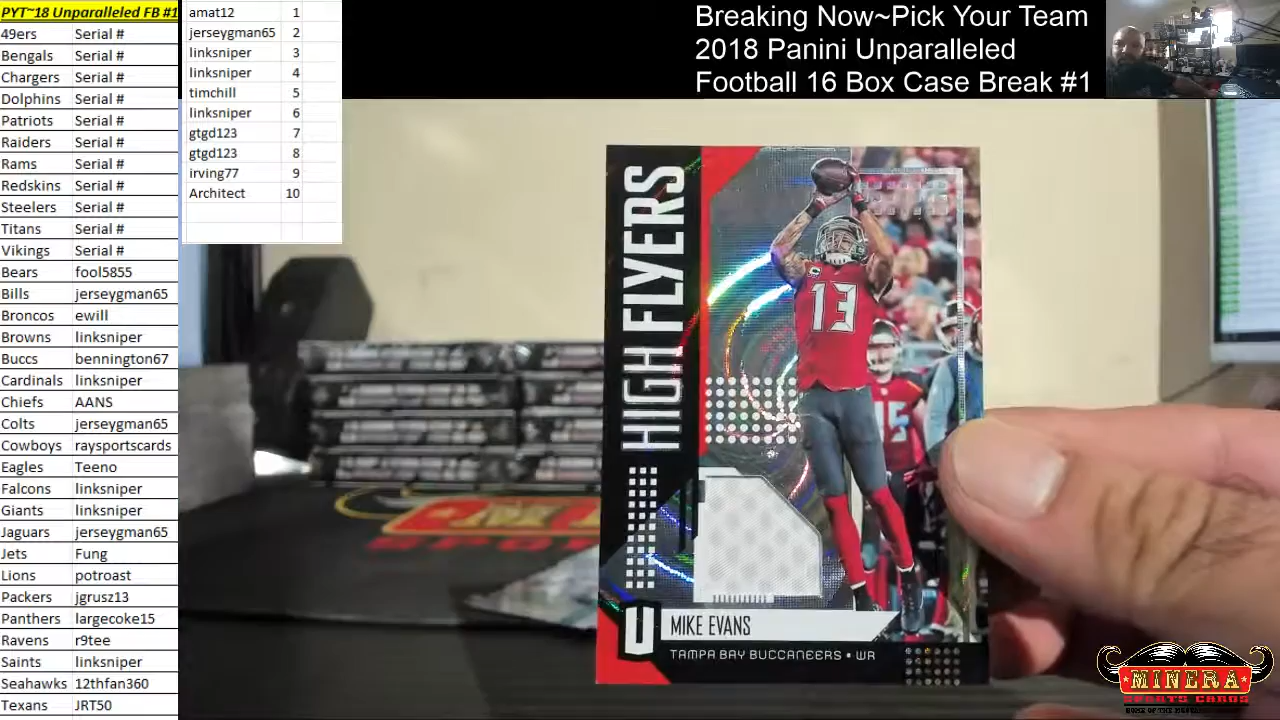 PYT~18 Unparalleled FB #1
49ers Serial #
Bengals Serial #
Chargers Serial #
Dolphins Serial #
Patriots Serial #
Raiders Serial #
Rams Serial #
Redskins Serial #
Steelers Serial #
Titans Serial #
Vikings Serial #
Bears fool5855
Bills jerseygman65
Broncos ewill
Browns linksniper
Buccs bennington67
Cardinals linksniper
Chiefs AANS
Colts jerseygman65
Cowboys raysportscards
Eagles Teeno
Falcons linksniper
Giants linksniper
Jaguars jerseygman65
Jets Fung
Lions potroast
Packers jgrusz13
Panthers largecoke15
Ravens r9tee
Saints linksniper
Seahawks 12thfan360
Texans JRT50
amat12 1
jerseygman65 2
linksniper 3
linksniper 4
timchill 5
linksniper 6
gtgd123 7
gtgd123 8
irving77 9
Architect 10
Breaking Now~Pick Your Team
2018 Panini Unparalleled
Football 16 Box Case Break #1
HIGH FLYERS
13
15
U
MIKE EVANS
TAMPA BAY BUCCANEERS • WR
MINERA
SPORTS CARDS